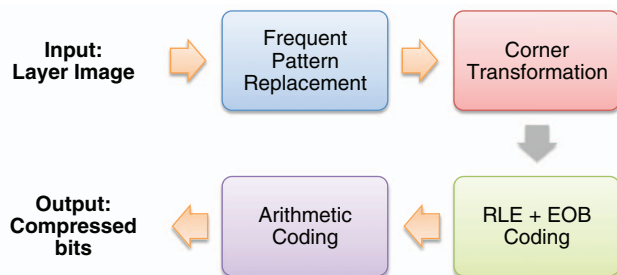 Input:
Layer Image
Frequent
Pattern
Replacement
Corner
Transformation
Output:
Compressed
bits
Arithmetic
Coding
RLE + EOB
Coding